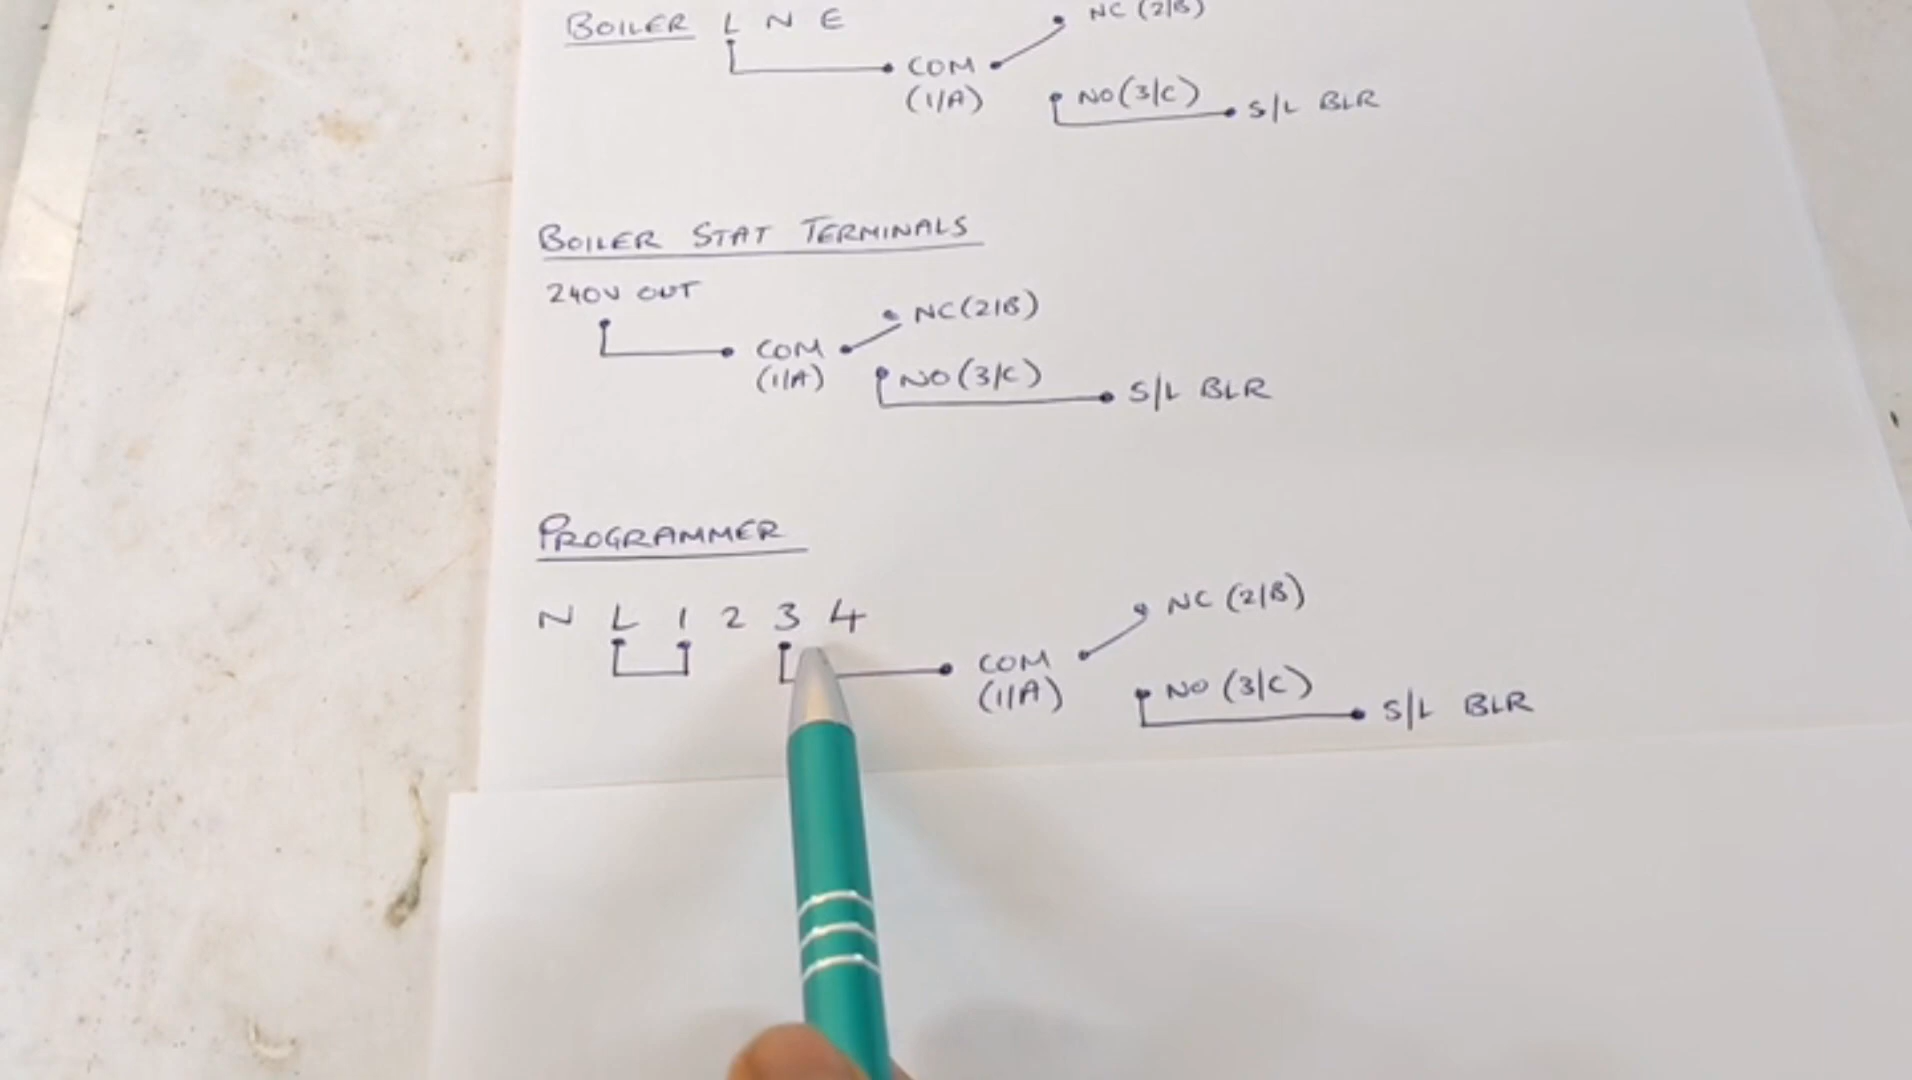 BOILER L N E
NC (2/B)
COM
(1/A)
NO (3/C)
S/L BLR
BOILER STAT TERMINALS
240V OUT
NC (2/B)
COM
(1/A)
NO (3/C)
S/L BLR
PROGRAMMER
N L 1 2 3 4
NC (2/B)
COM
(1/A)
NO (3/C)
S/L BLR